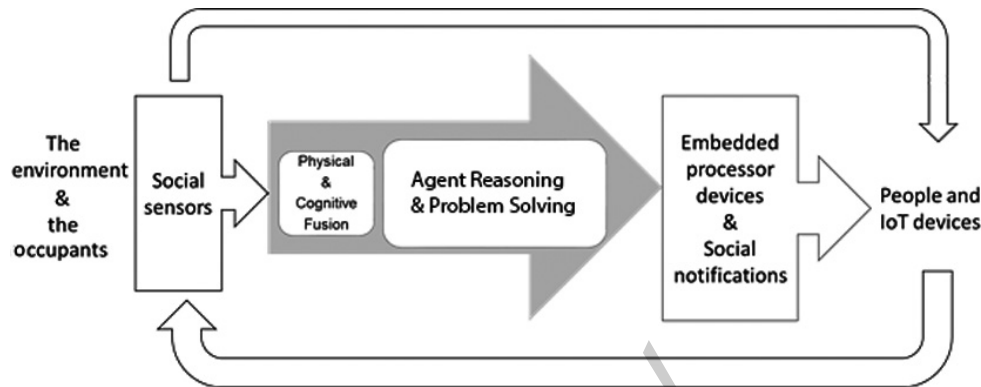 The
environment
&
the
occupants
Social
sensors
Physical
&
Cognitive
Fusion
Agent Reasoning
& Problem Solving
Embedded
processor
devices
&
Social
notifications
People and
IoT devices